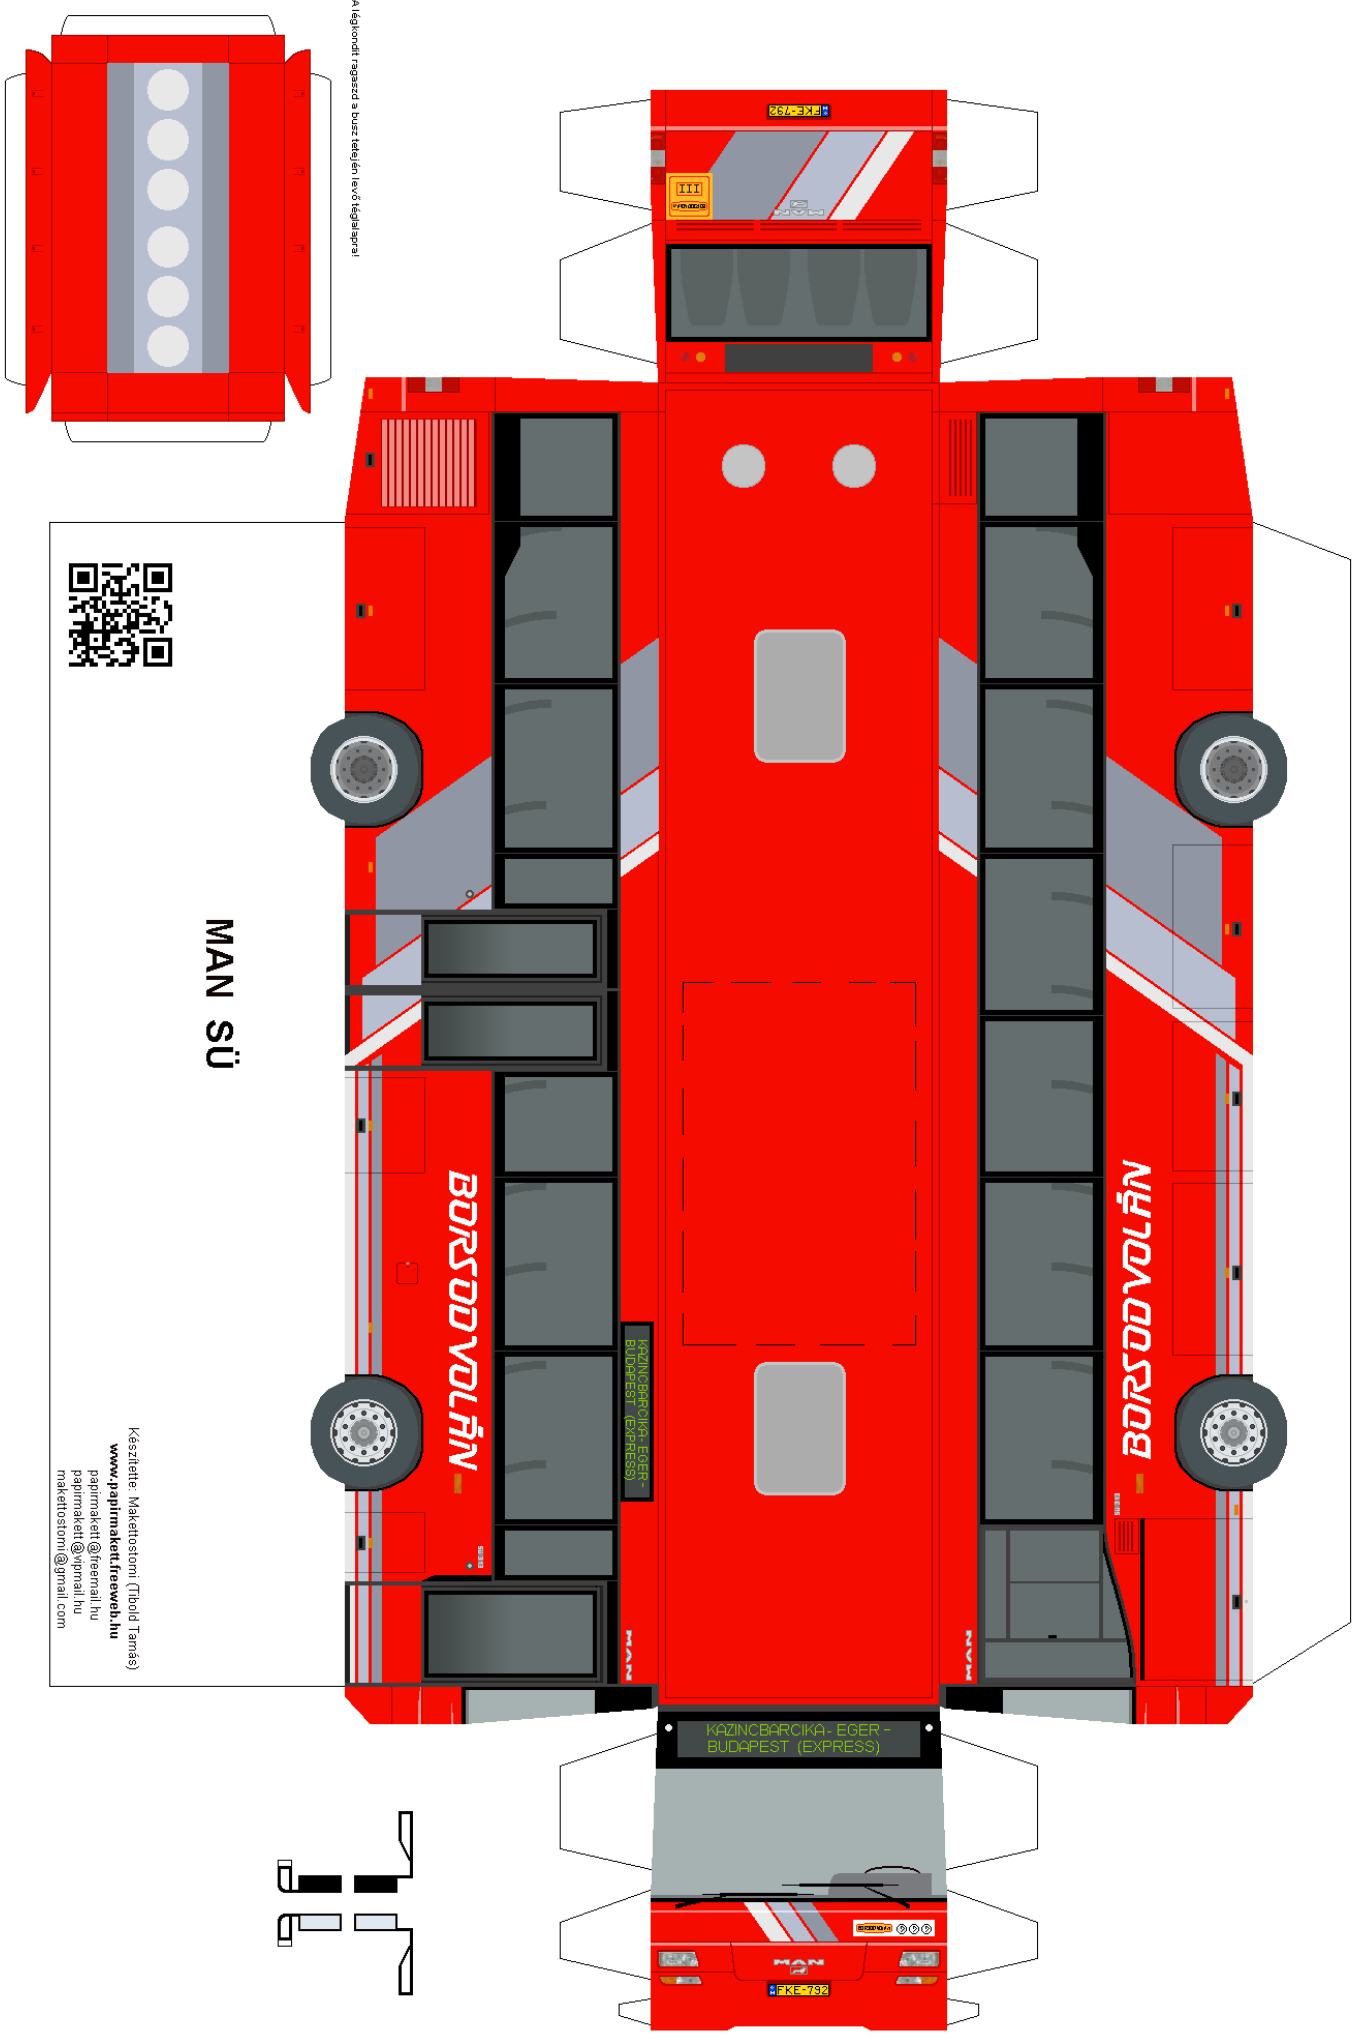 A légkondit ragaszd a busz tetején levő téglalapra!
FKE-792
III
MAN
MAN SÜ
BORSOD VOLÁN
BORSOD VOLÁN
KAZINCBARCIKA - EGER -
BUDAPEST (EXPRESS)
MAN
MAN
Készítette: Makettostomi (Tibold Tamás)
www.papirmakett.freeweb.hu
papirmakett@freemail.hu
papirmakett@vipmail.hu
makettostomi@gmail.com
KAZINCBARCIKA - EGER -
BUDAPEST (EXPRESS)
MAN
FKE-792